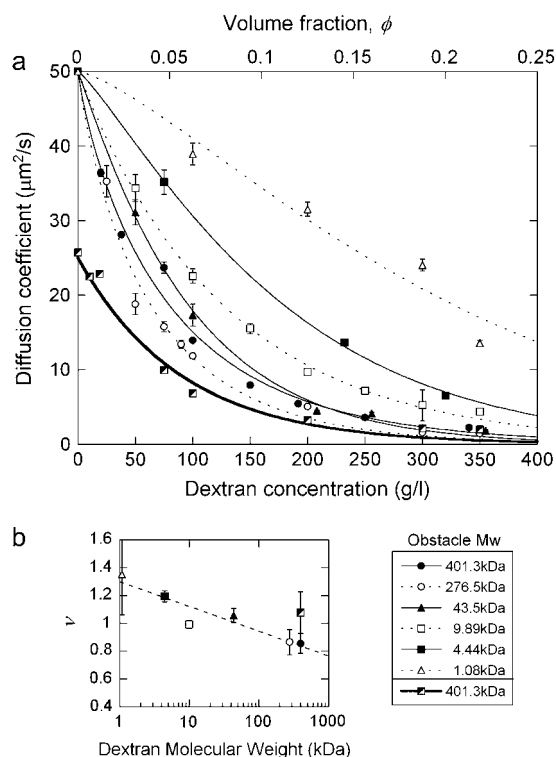 Volume fraction, ϕ
0 0.05 0.1 0.15 0.2 0.25
a
50
40
30
20
10
0
Diffusion coefficient (μm²/s)
0 50 100 150 200 250 300 350 400
Dextran concentration (g/l)
b
1.6
1.4
1.2
1
0.8
0.6
0.4
ν
1 10 100 1000
Dextran Molecular Weight (kDa)
Obstacle Mw
401.3kDa
276.5kDa
43.5kDa
9.89kDa
4.44kDa
1.08kDa
401.3kDa